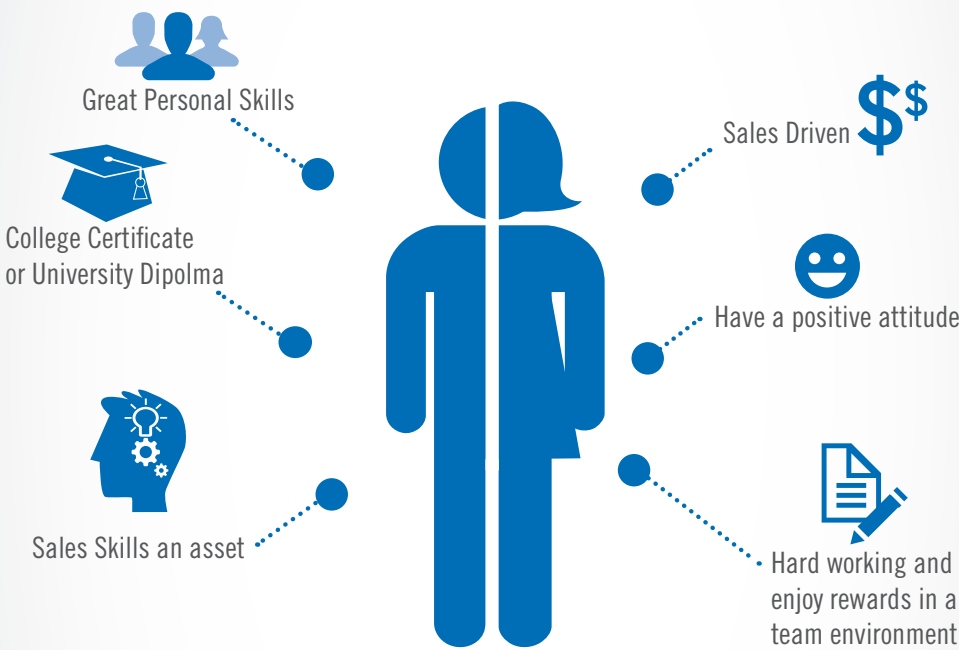 Great Personal Skills
College Certificate
or University Dipolma
Sales Skills an asset
Sales Driven $$
Have a positive attitude
Hard working and
enjoy rewards in a
team environment